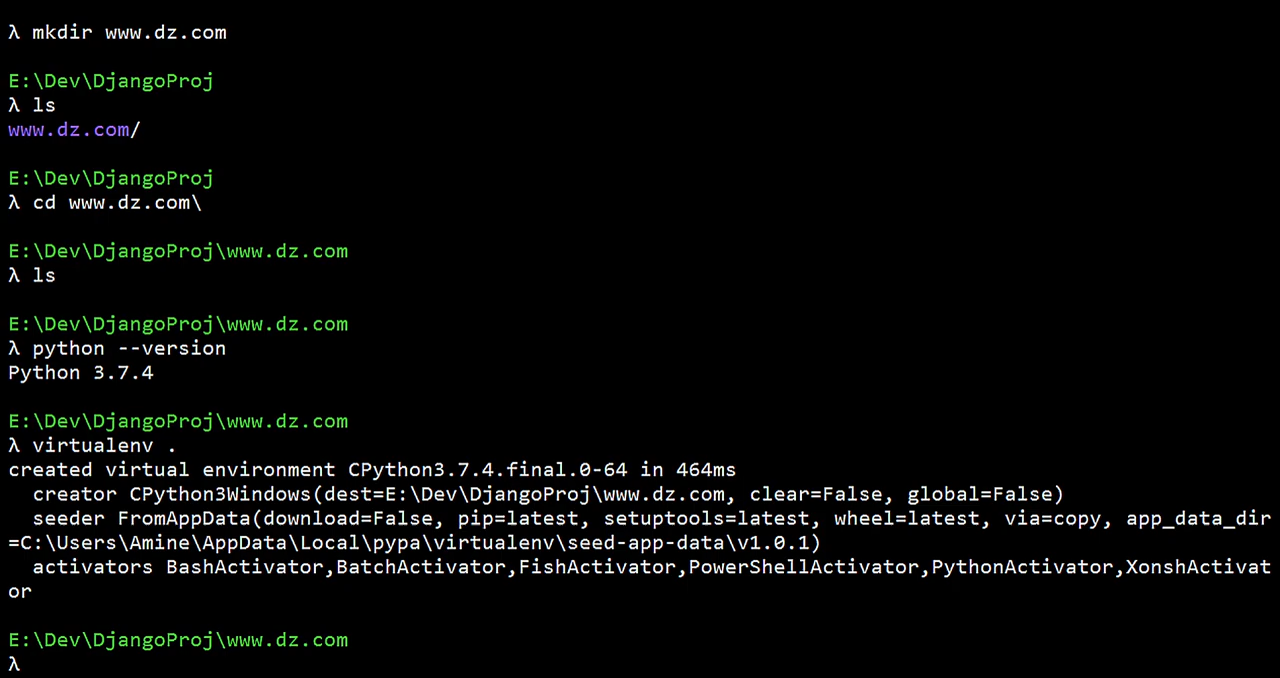 λ mkdir www.dz.com
E:\Dev\DjangoProj
λ ls
www.dz.com/
E:\Dev\DjangoProj
λ cd www.dz.com\
E:\Dev\DjangoProj\www.dz.com
λ ls
E:\Dev\DjangoProj\www.dz.com
λ python --version
Python 3.7.4
E:\Dev\DjangoProj\www.dz.com
λ virtualenv .
created virtual environment CPython3.7.4.final.0-64 in 464ms
  creator CPython3Windows(dest=E:\Dev\DjangoProj\www.dz.com, clear=False, global=False)
  seeder FromAppData(download=False, pip=latest, setuptools=latest, wheel=latest, via=copy, app_data_dir
=C:\Users\Amine\AppData\Local\pypa\virtualenv\seed-app-data\v1.0.1)
  activators BashActivator,BatchActivator,FishActivator,PowerShellActivator,PythonActivator,XonshActivat
or
E:\Dev\DjangoProj\www.dz.com
λ